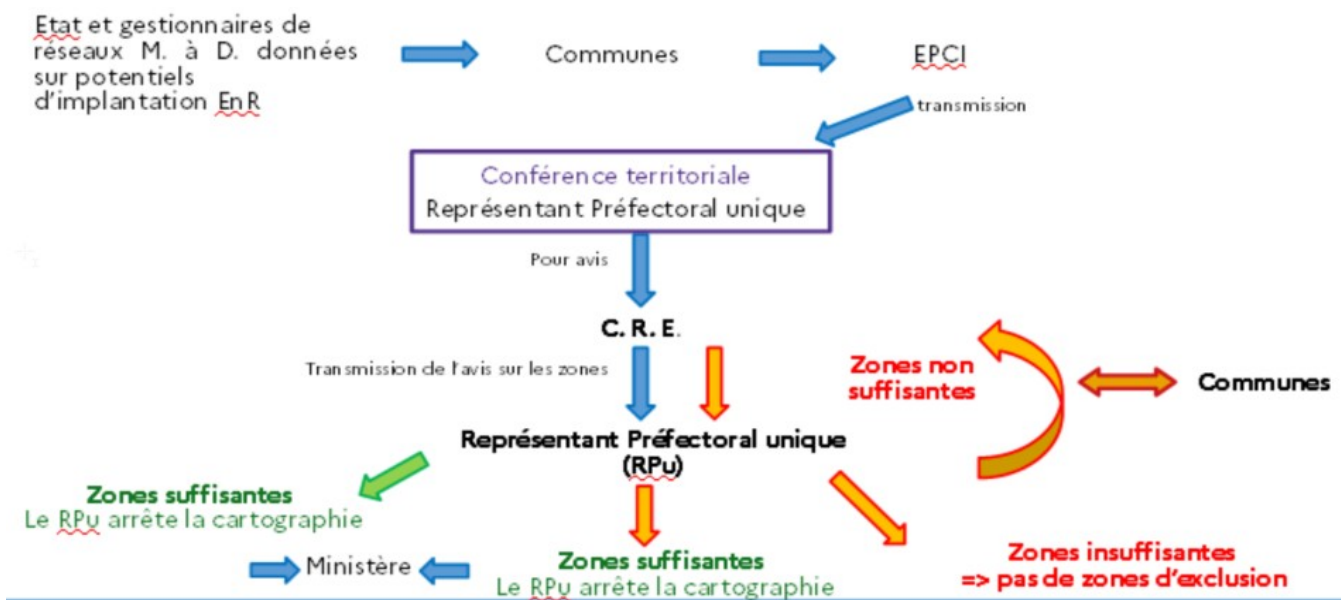 Etat et gestionnaires de
réseaux M. à D. données
sur potentiels
d'implantation EnR
Communes
EPCI
transmission
Conférence territoriale
Représentant Préfectoral unique
Pour avis
C. R. E.
Transmission de l'avis sur les zones
Zones non
suffisantes
Communes
Représentant Préfectoral unique
(RPu)
Zones suffisantes
Le RPu arrête la cartographie
Ministère
Zones suffisantes
Le RPu arrête la cartographie
Zones insuffisantes
=> pas de zones d'exclusion